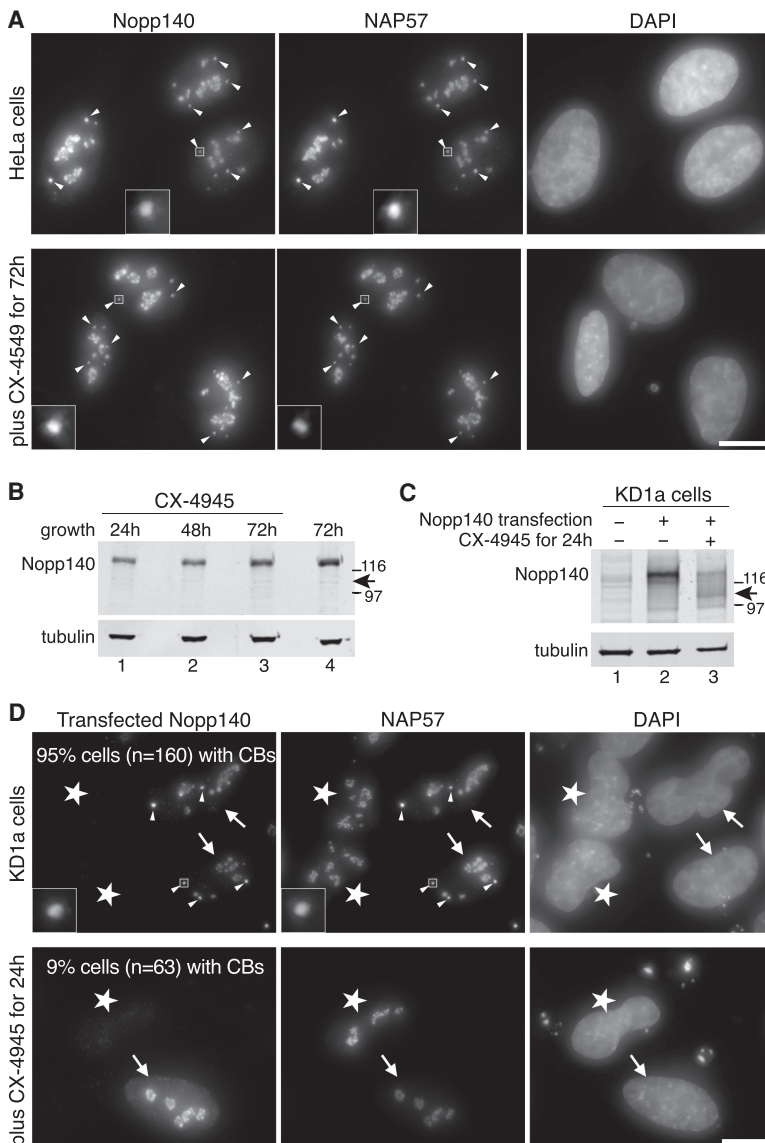 A
Nopp140 NAP57 DAPI
HeLa cells
plus CX-4549 for 72h
B
CX-4945
growth 24h 48h 72h 72h
Nopp140
116
97
tubulin
1 2 3 4
C
KD1a cells
Nopp140 transfection – + +
CX-4945 for 24h – – +
Nopp140
116
97
tubulin
1 2 3
D
Transfected Nopp140 NAP57 DAPI
KD1a cells
95% cells (n=160) with CBs
plus CX-4945 for 24h
9% cells (n=63) with CBs